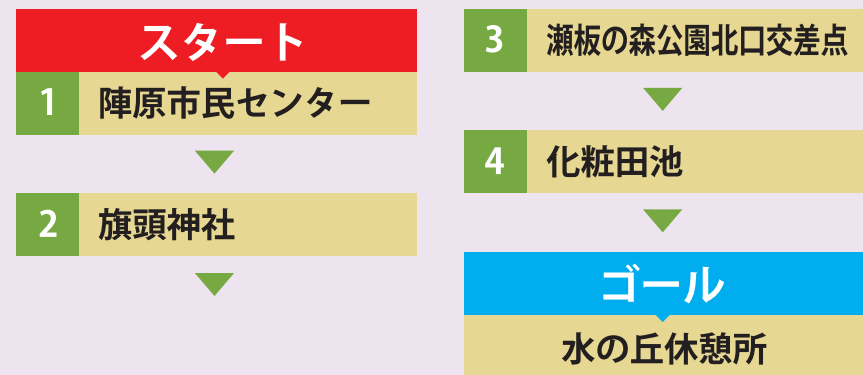 スタート
1 陣原市民センター
2 旗頭神社
3 瀬板の森公園北口交差点
4 化粧田池
ゴール
水の丘休憩所